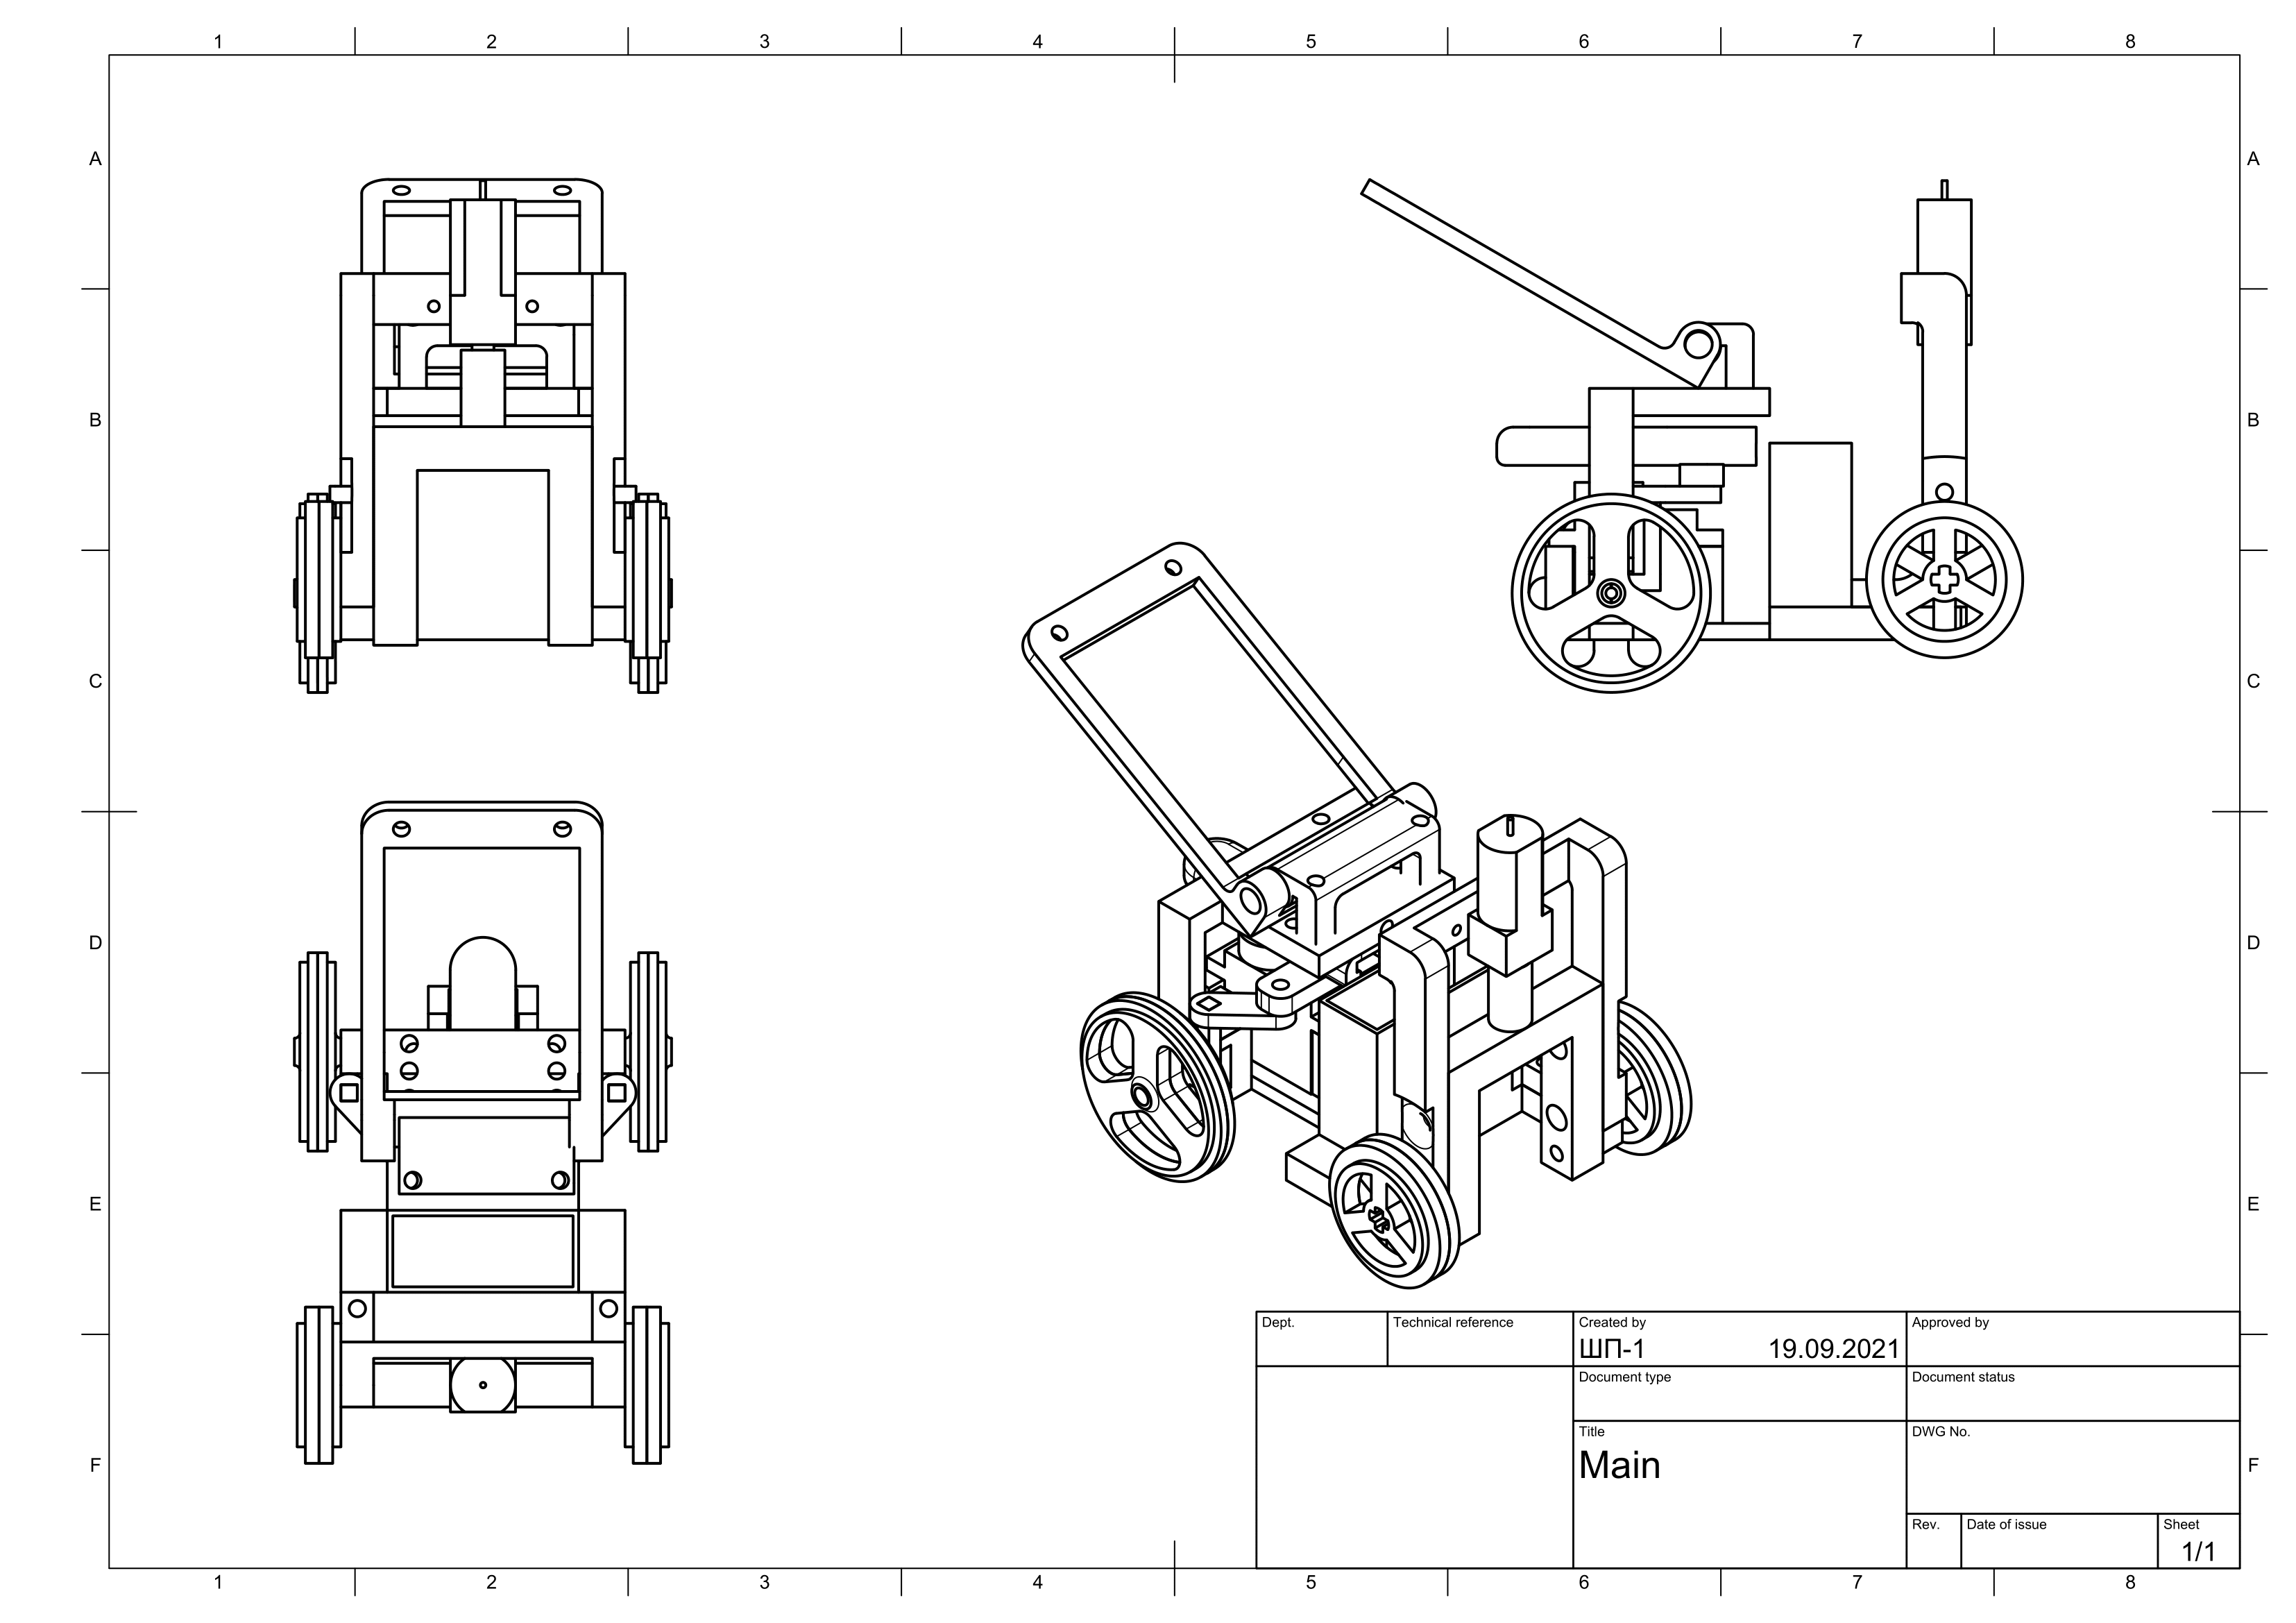 1 2 3 4 5 6 7 8
A A
B B
C C
D D
E E
F F
Dept. Technical reference Created by Approved by
ШП-1 19.09.2021
Document type Document status
Title DWG No.
Main
Rev. Date of issue Sheet
1/1
1 2 3 4 5 6 7 8